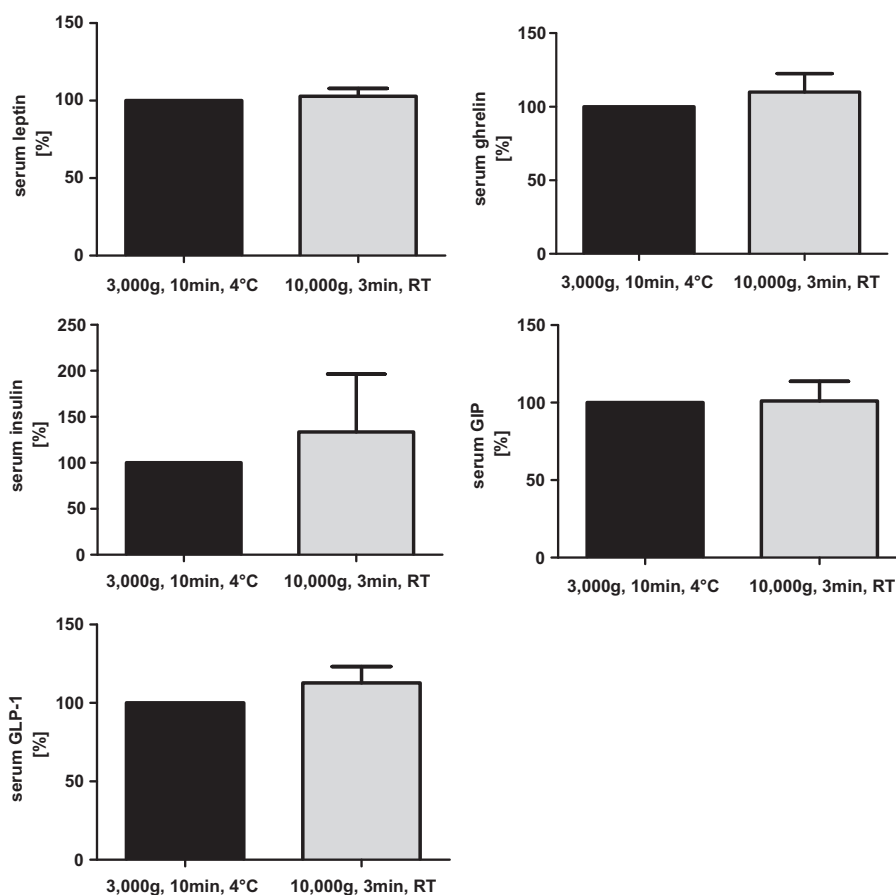 150
100
50
0
serum leptin
[%]
3,000g, 10min, 4°C 10,000g, 3min, RT
150
100
50
0
serum ghrelin
[%]
3,000g, 10min, 4°C 10,000g, 3min, RT
250
200
150
100
50
0
serum insulin
[%]
3,000g, 10min, 4°C 10,000g, 3min, RT
150
100
50
0
serum GIP
[%]
3,000g, 10min, 4°C 10,000g, 3min, RT
150
100
50
0
serum GLP-1
[%]
3,000g, 10min, 4°C 10,000g, 3min, RT